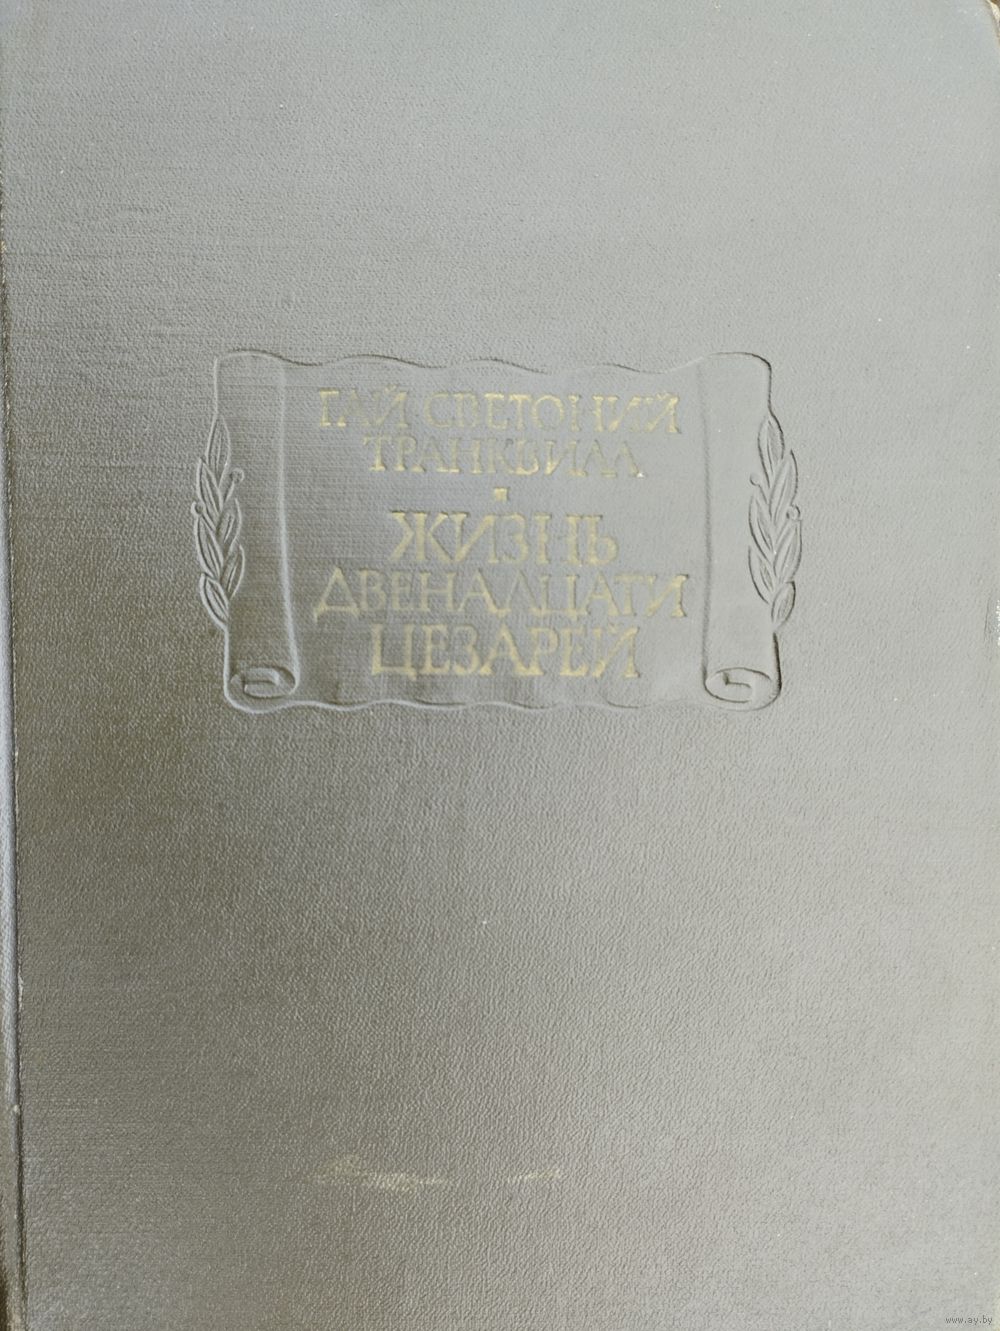 ГАЙ СВЕТОНИЙ
ТРАНКВИЛЛ
ЖИЗНЬ
ДВЕНАДЦАТИ
ЦЕЗАРЕЙ
www.ay.by